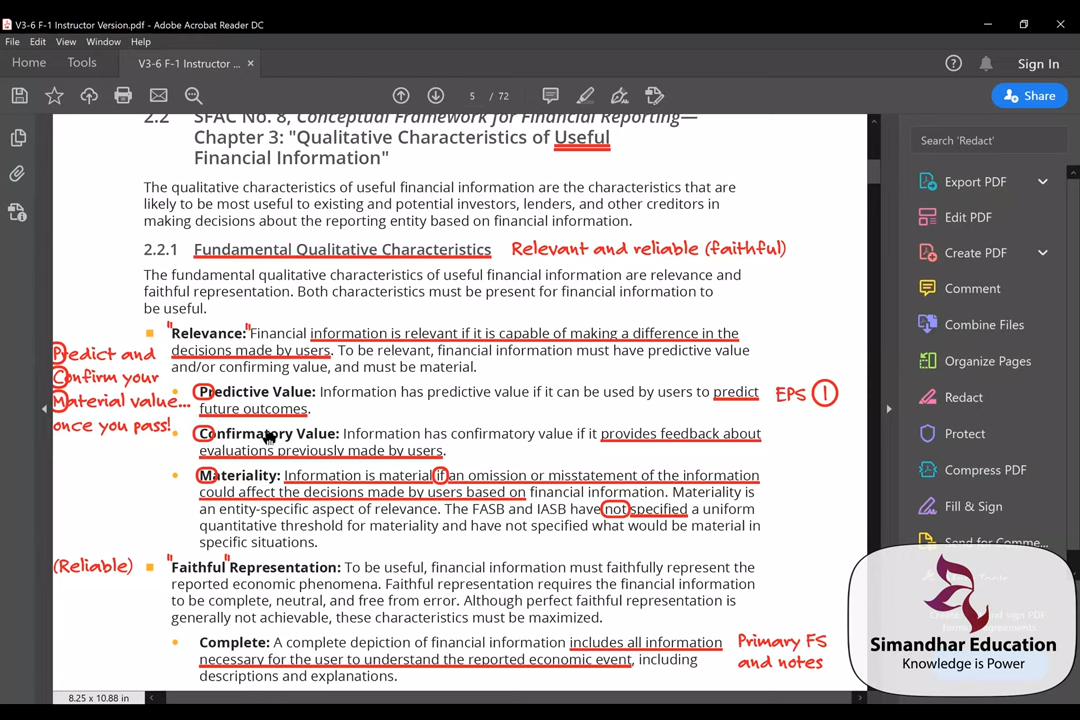 V3-6 F-1 Instructor Version.pdf - Adobe Acrobat Reader DC
File Edit View Window Help
Home Tools V3-6 F-1 Instructor ... ×
Sign In
5 / 72
Share
2.2 SFAC No. 8, Conceptual Framework for Financial Reporting—
Chapter 3: "Qualitative Characteristics of Useful
Financial Information"
The qualitative characteristics of useful financial information are the characteristics that are
likely to be most useful to existing and potential investors, lenders, and other creditors in
making decisions about the reporting entity based on financial information.
2.2.1 Fundamental Qualitative Characteristics Relevant and reliable (faithful)
The fundamental qualitative characteristics of useful financial information are relevance and
faithful representation. Both characteristics must be present for financial information to
be useful.
"Relevance:" Financial information is relevant if it is capable of making a difference in the
decisions made by users. To be relevant, financial information must have predictive value
and/or confirming value, and must be material.
Predict and
Confirm your
Material value...
once you pass!
Predictive Value: Information has predictive value if it can be used by users to predict
future outcomes.
EPS 1
Confirmatory Value: Information has confirmatory value if it provides feedback about
evaluations previously made by users.
Materiality: Information is material if an omission or misstatement of the information
could affect the decisions made by users based on financial information. Materiality is
an entity-specific aspect of relevance. The FASB and IASB have not specified a uniform
quantitative threshold for materiality and have not specified what would be material in
specific situations.
(Reliable) "Faithful" Representation: To be useful, financial information must faithfully represent the
reported economic phenomena. Faithful representation requires the financial information
to be complete, neutral, and free from error. Although perfect faithful representation is
generally not achievable, these characteristics must be maximized.
Complete: A complete depiction of financial information includes all information
necessary for the user to understand the reported economic event, including
descriptions and explanations.
Primary FS
and notes
8.25 x 10.88 in
Search 'Redact'
Export PDF
Edit PDF
Create PDF
Comment
Combine Files
Organize Pages
Redact
Protect
Compress PDF
Fill & Sign
Send for Comme...
Simandhar Education
Knowledge is Power